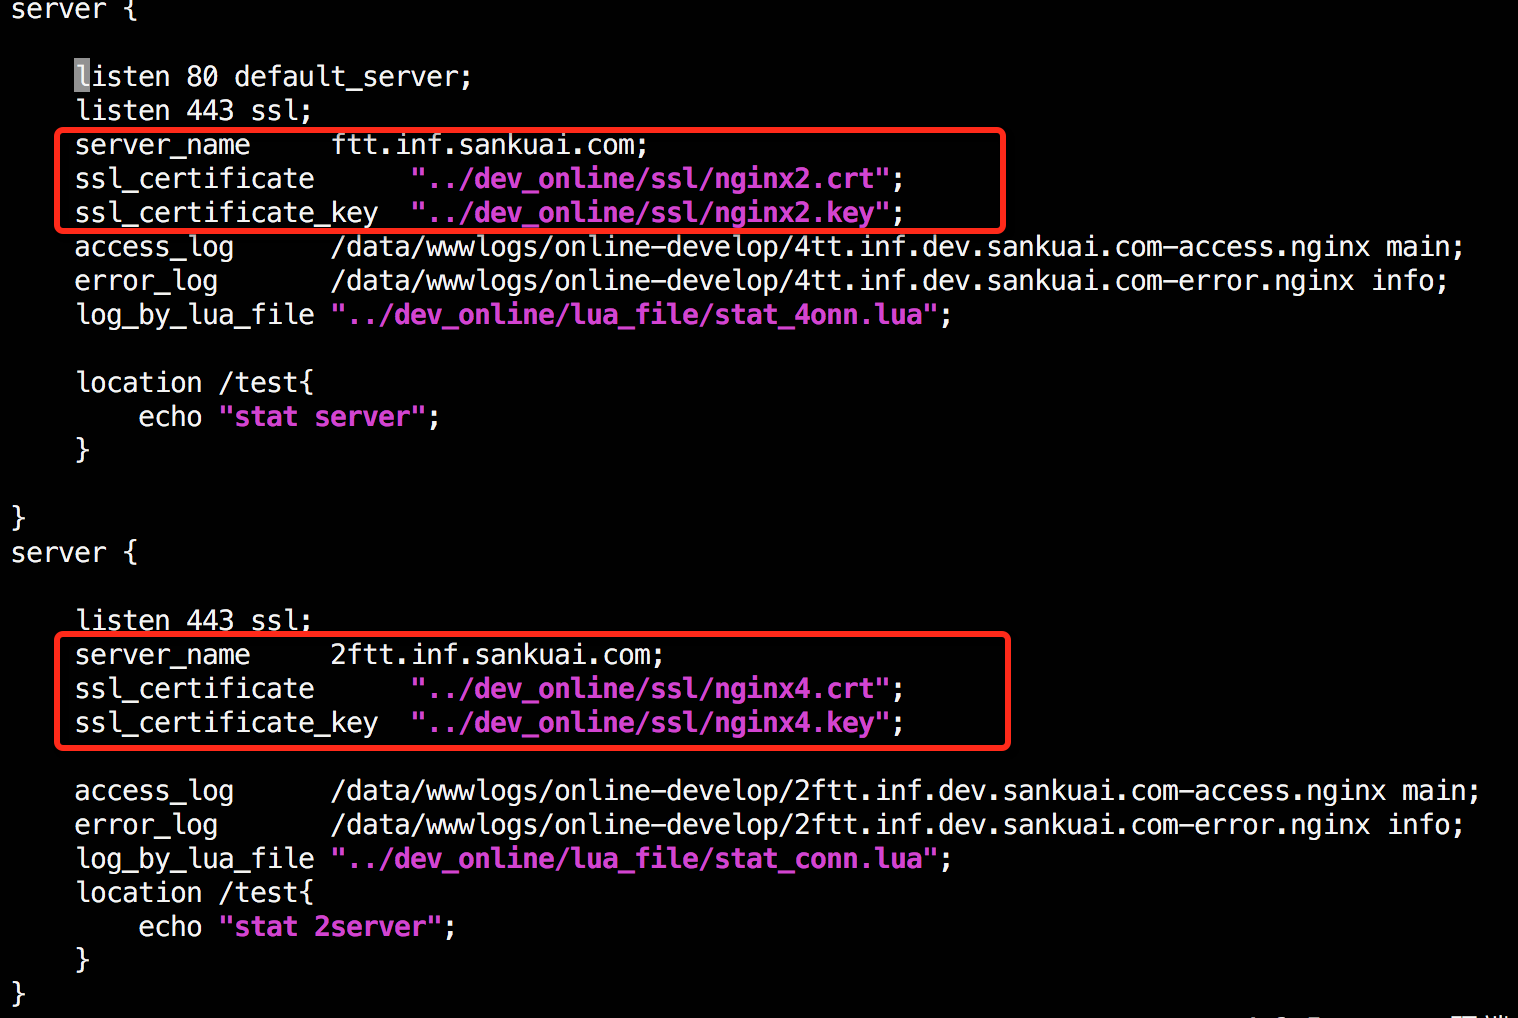 server {
listen 80 default_server;
listen 443 ssl;
server_name ftt.inf.sankuai.com;
ssl_certificate "../dev_online/ssl/nginx2.crt";
ssl_certificate_key "../dev_online/ssl/nginx2.key";
access_log /data/wwwlogs/online-develop/4tt.inf.dev.sankuai.com-access.nginx main;
error_log /data/wwwlogs/online-develop/4tt.inf.dev.sankuai.com-error.nginx info;
log_by_lua_file "../dev_online/lua_file/stat_4onn.lua";
location /test{
echo "stat server";
}
}
server {
listen 443 ssl;
server_name 2ftt.inf.sankuai.com;
ssl_certificate "../dev_online/ssl/nginx4.crt";
ssl_certificate_key "../dev_online/ssl/nginx4.key";
access_log /data/wwwlogs/online-develop/2ftt.inf.dev.sankuai.com-access.nginx main;
error_log /data/wwwlogs/online-develop/2ftt.inf.dev.sankuai.com-error.nginx info;
log_by_lua_file "../dev_online/lua_file/stat_conn.lua";
location /test{
echo "stat 2server";
}
}